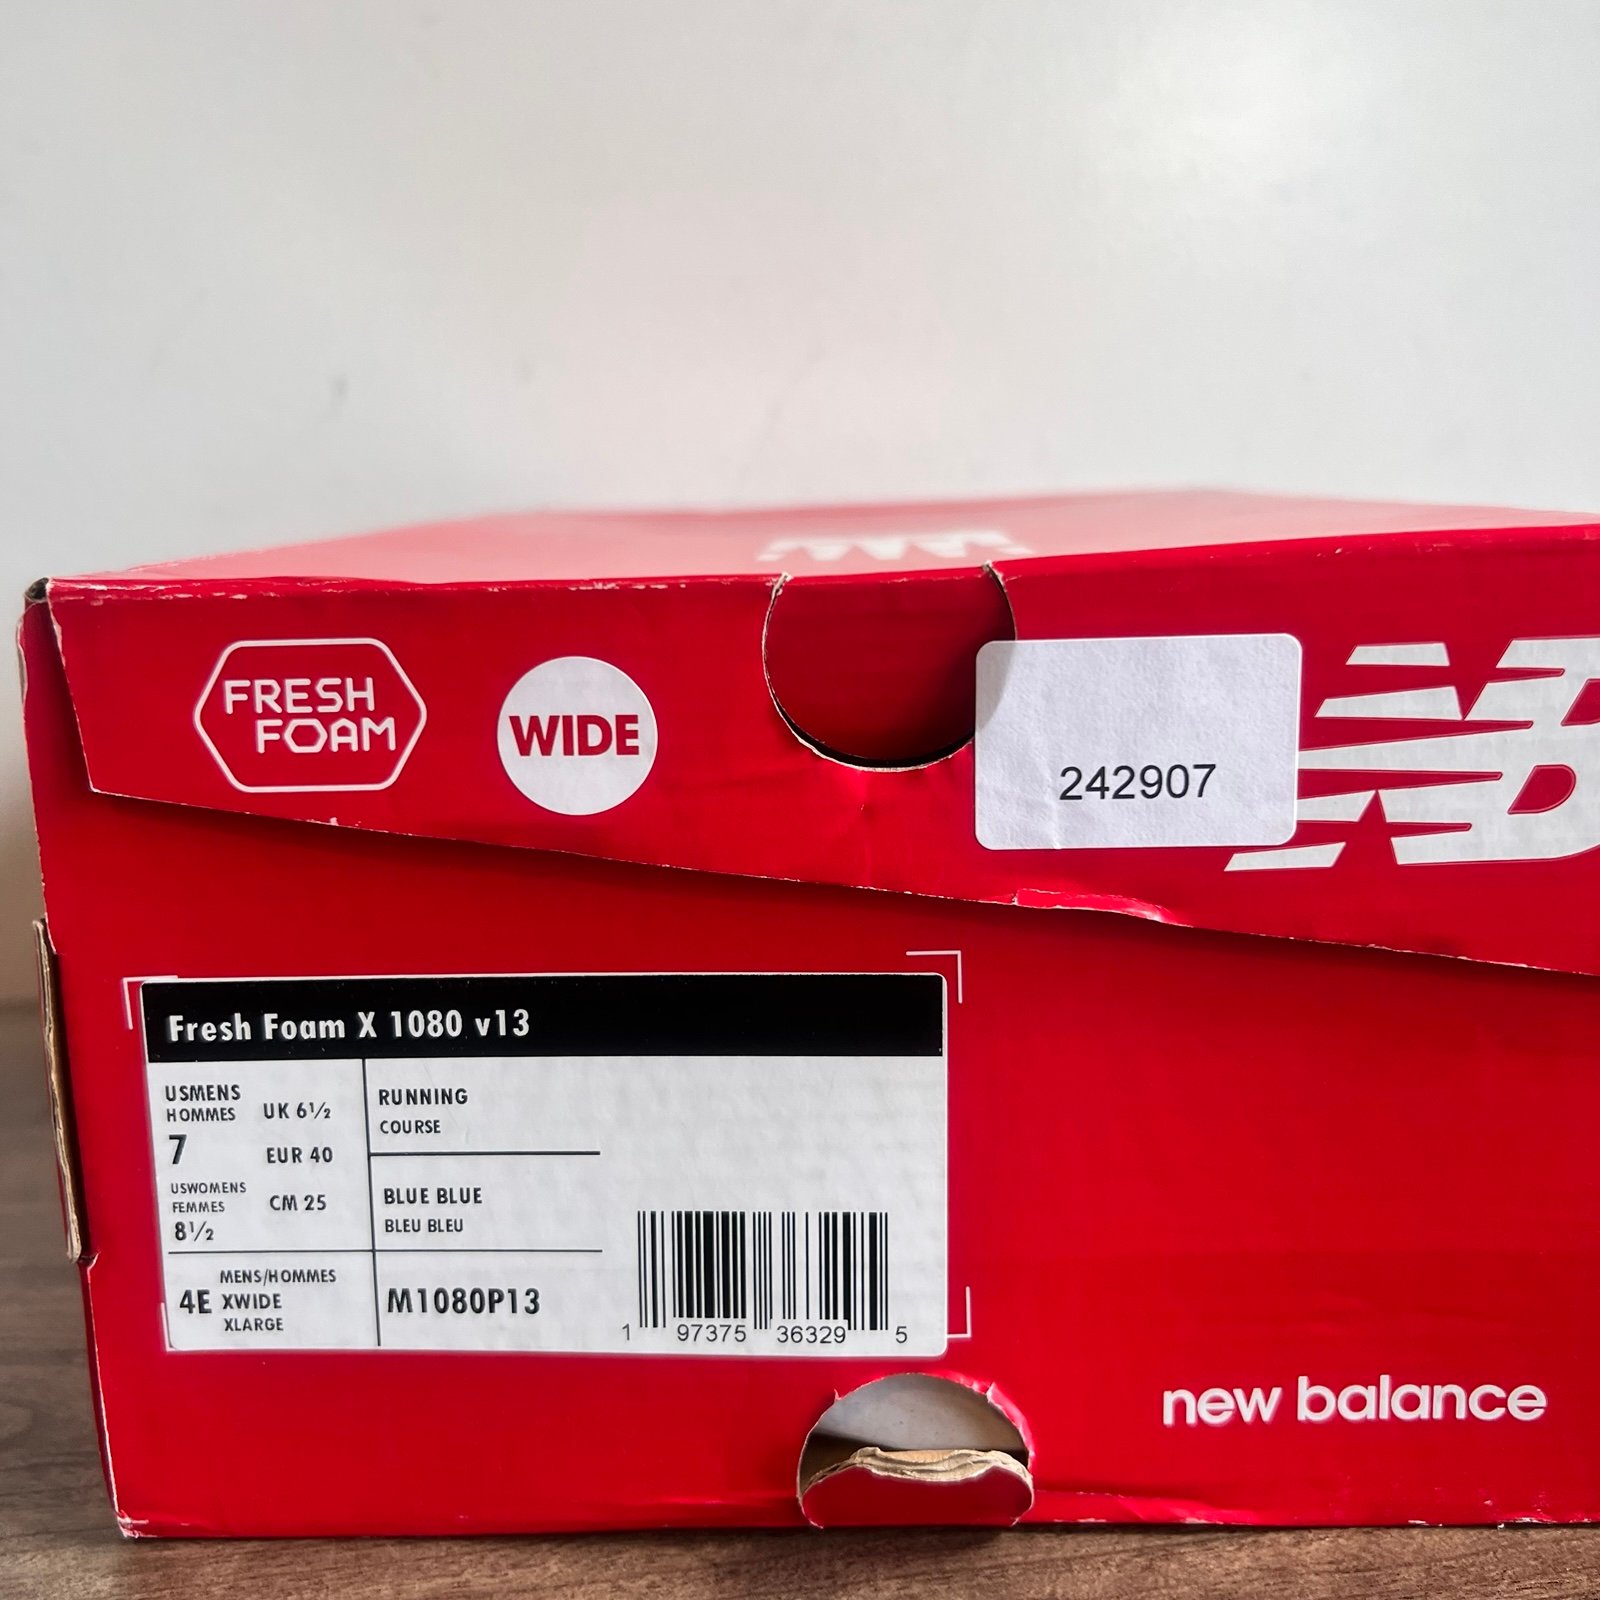 FRESH
FOAM
WIDE
242907
NB
Fresh Foam X 1080 v13
USMENS
HOMMES
7
USWOMENS
FEMMES
8½
UK 6½
EUR 40
CM 25
RUNNING
COURSE
BLUE BLUE
BLEU BLEU
4E
MENS/HOMMES
XWIDE
XLARGE
M1080P13
1 97375 36329 5
new balance